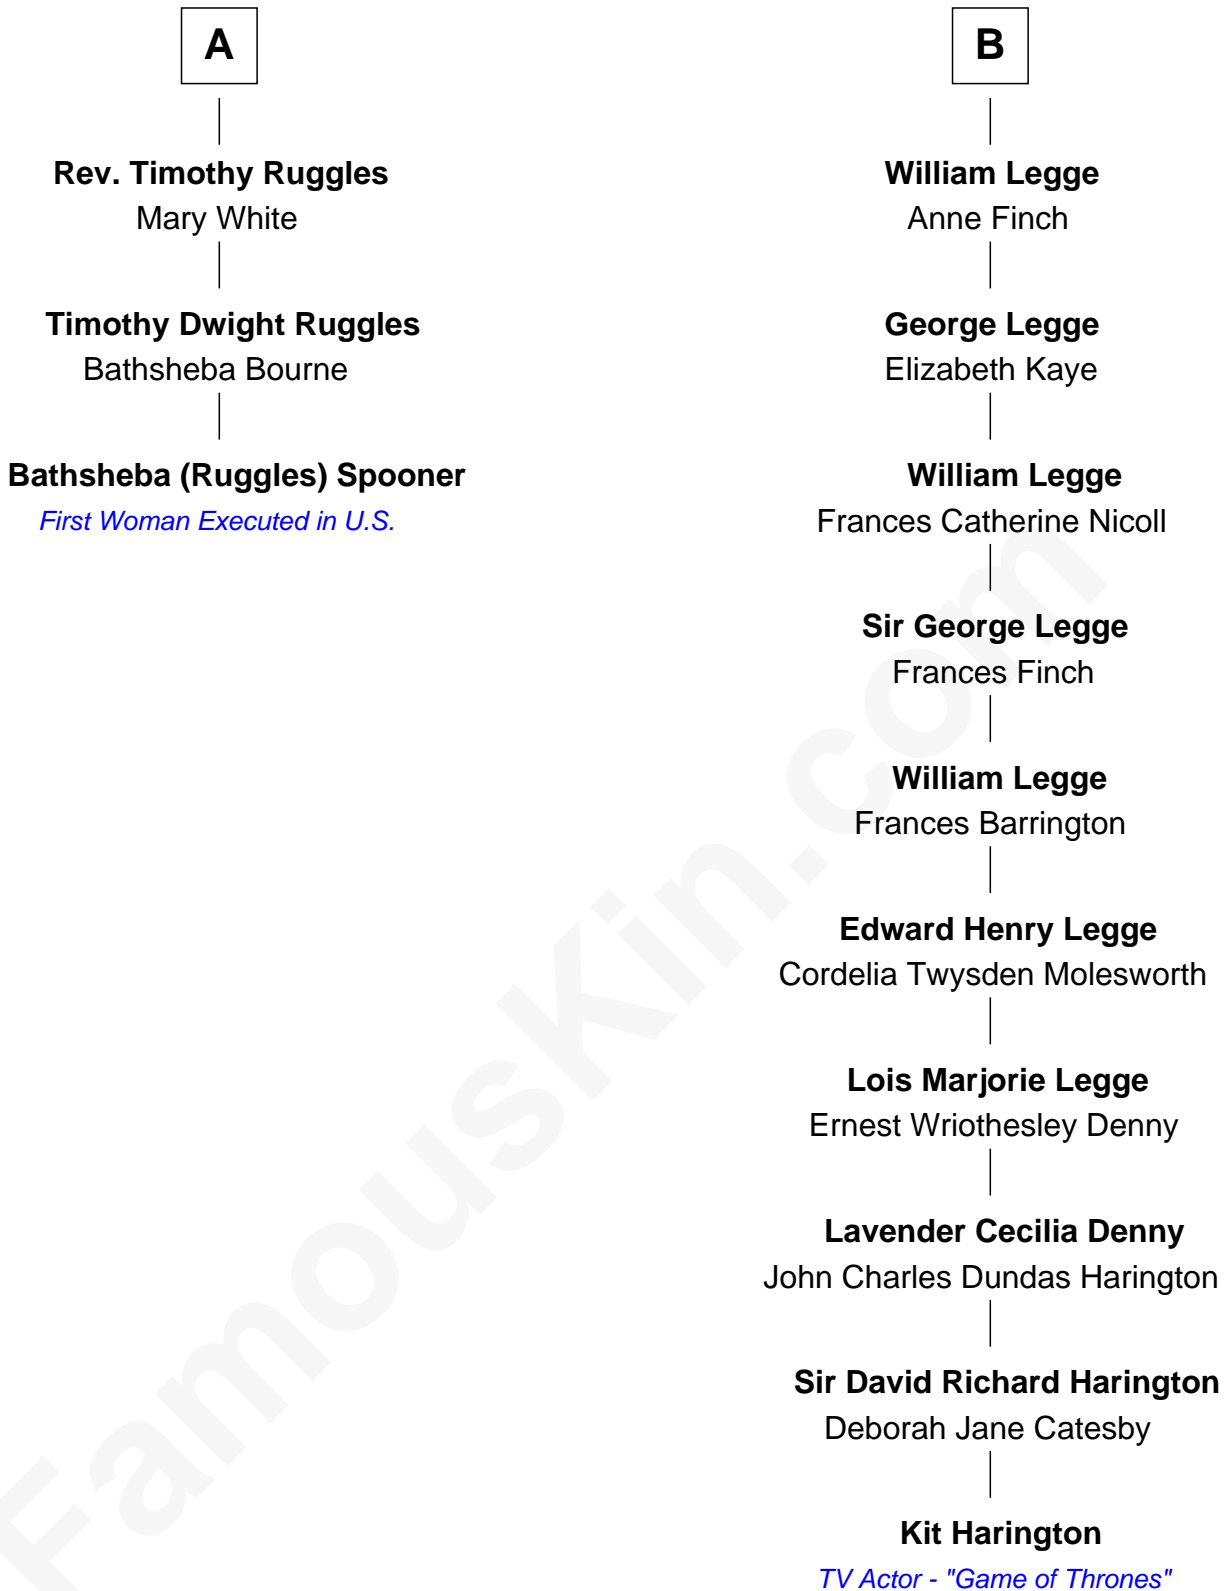 A
Rev. Timothy Ruggles
Mary White
Timothy Dwight Ruggles
Bathsheba Bourne
Bathsheba (Ruggles) Spooner
First Woman Executed in U.S.
B
William Legge
Anne Finch
George Legge
Elizabeth Kaye
William Legge
Frances Catherine Nicoll
Sir George Legge
Frances Finch
William Legge
Frances Barrington
Edward Henry Legge
Cordelia Twysden Molesworth
Lois Marjorie Legge
Ernest Wriothesley Denny
Lavender Cecilia Denny
John Charles Dundas Harington
Sir David Richard Harington
Deborah Jane Catesby
Kit Harington
TV Actor - "Game of Thrones"
FamousKin.com